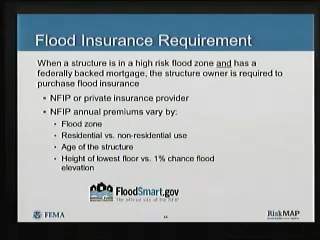 Flood Insurance Requirement
When a structure is in a high risk flood zone and has a
federally backed mortgage, the structure owner is required to
purchase flood insurance
• NFIP or private insurance provider
• NFIP annual premiums vary by:
• Flood zone
• Residential vs. non-residential use
• Age of the structure
• Height of lowest floor vs. 1% chance flood
elevation
FloodSmart.gov
The official site of the NFIP
FEMA
RiskMAP